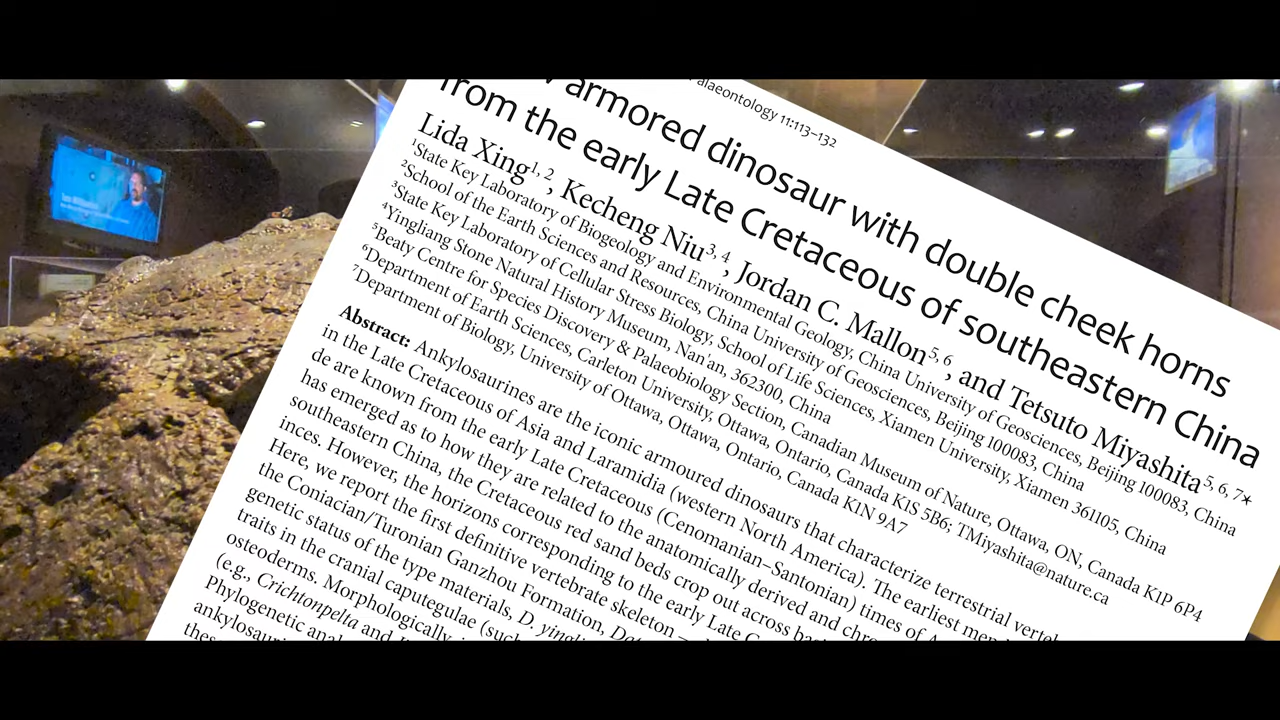 Palaeontology 11:113–132
armored dinosaur with double cheek horns
from the early Late Cretaceous of southeastern China
Lida Xing1, 2, Kecheng Niu3, 4, Jordan C. Mallon5, 6, and Tetsuto Miyashita5, 6, 7*
1State Key Laboratory of Biogeology and Environmental Geology, China University of Geosciences, Beijing 100083, China
2School of the Earth Sciences and Resources, China University of Geosciences, Beijing 100083, China
3State Key Laboratory of Cellular Stress Biology, School of Life Sciences, Xiamen University, Xiamen 361105, China
4Yingliang Stone Natural History Museum, Nan'an, 362300, China
5Beaty Centre for Species Discovery & Palaeobiology Section, Canadian Museum of Nature, Ottawa, ON, Canada K1P 6P4
6Department of Earth Sciences, Carleton University, Ottawa, Ontario, Canada K1S 5B6; TMiyashita@nature.ca
7Department of Biology, University of Ottawa, Ottawa, Ontario, Canada K1N 9A7
Abstract: Ankylosaurines are the iconic armoured dinosaurs that characterize terrestrial
in the Late Cretaceous of Asia and Laramidia (western North America). The earliest
de are known from the early Late Cretaceous (Cenomanian–Santonian) times of
has emerged as to how they are related to the anatomically derived and
southeastern China, the Cretaceous red sand beds crop out across
inces. However, the horizons corresponding to the early Late
Here, we report the first definitive vertebrate skeleton
the Coniacian/Turonian Ganzhou Formation,
genetic status of the type materials, D.
traits in the cranial caputegulae
osteoderms. Morphologically,
(e.g., Crichtonpelta and
Phylogenetic